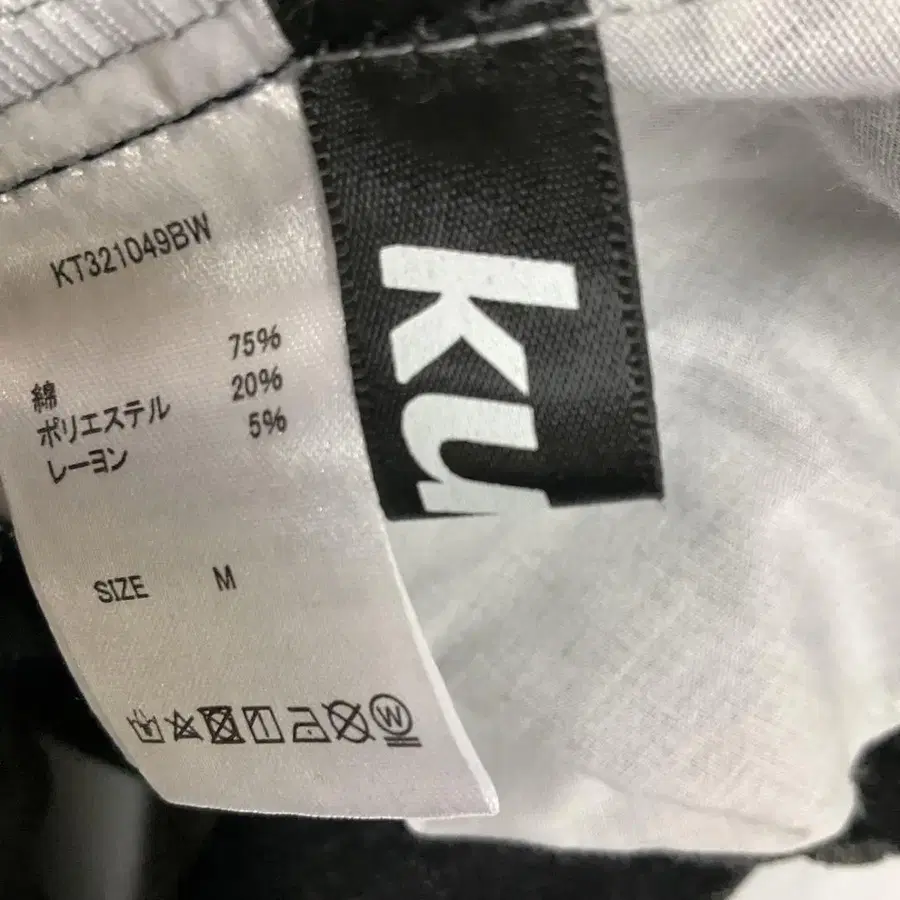 KT321049BW
綿 75%
ポリエステル 20%
レーヨン 5%
SIZE M
W
ku